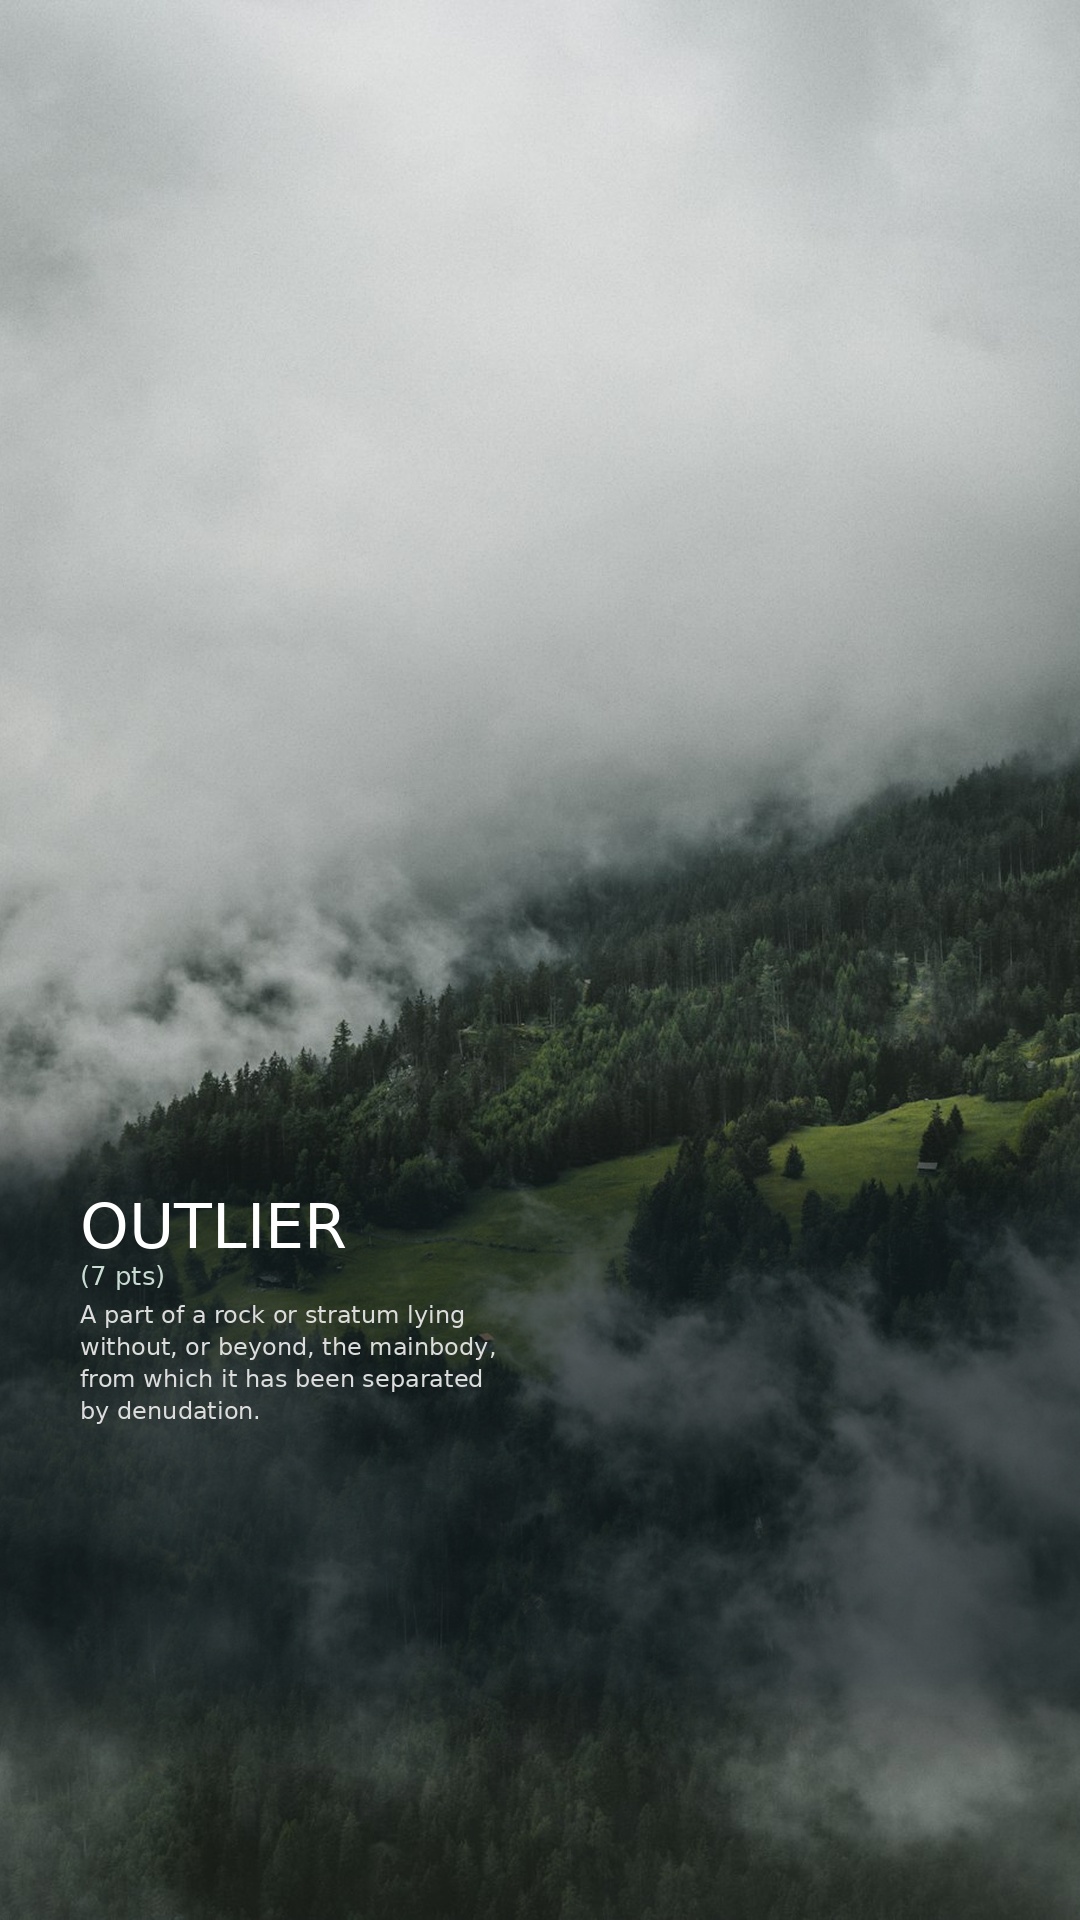 OUTLIER
(7 pts)
A part of a rock or stratum lying
without, or beyond, the mainbody,
from which it has been separated
by denudation.